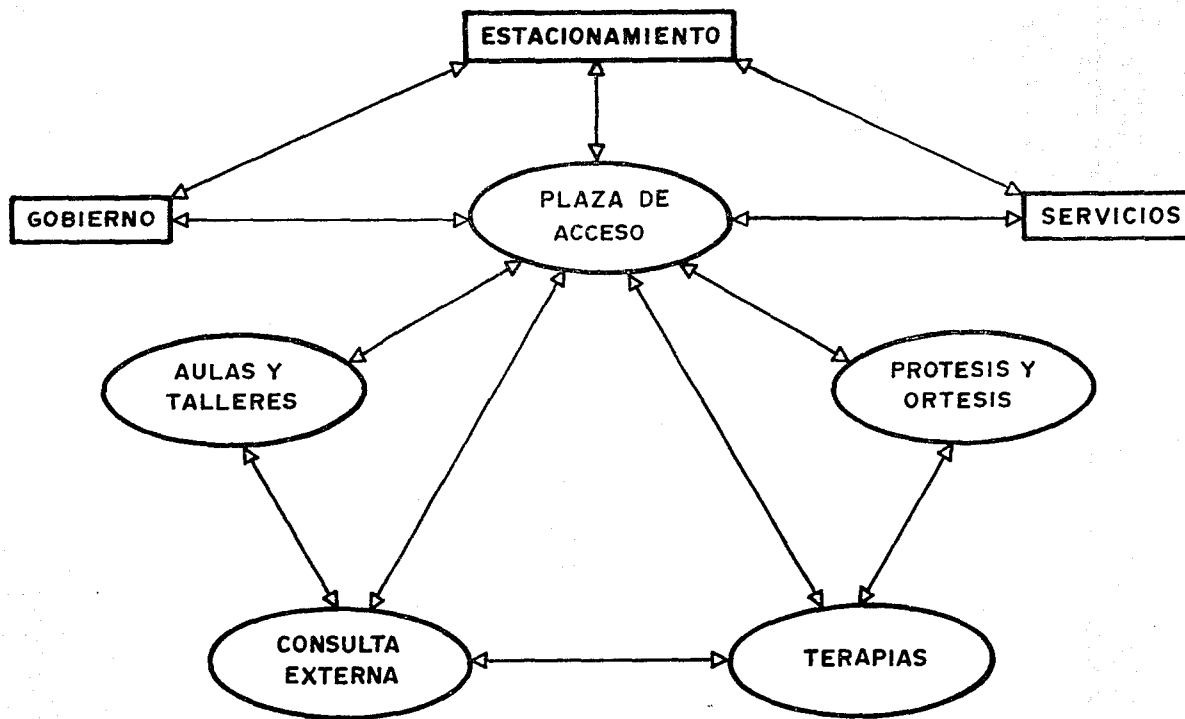 ESTACIONAMIENTO
GOBIERNO
PLAZA DE
ACCESO
SERVICIOS
AULAS Y
TALLERES
PROTESIS Y
ORTESIS
CONSULTA
EXTERNA
TERAPIAS